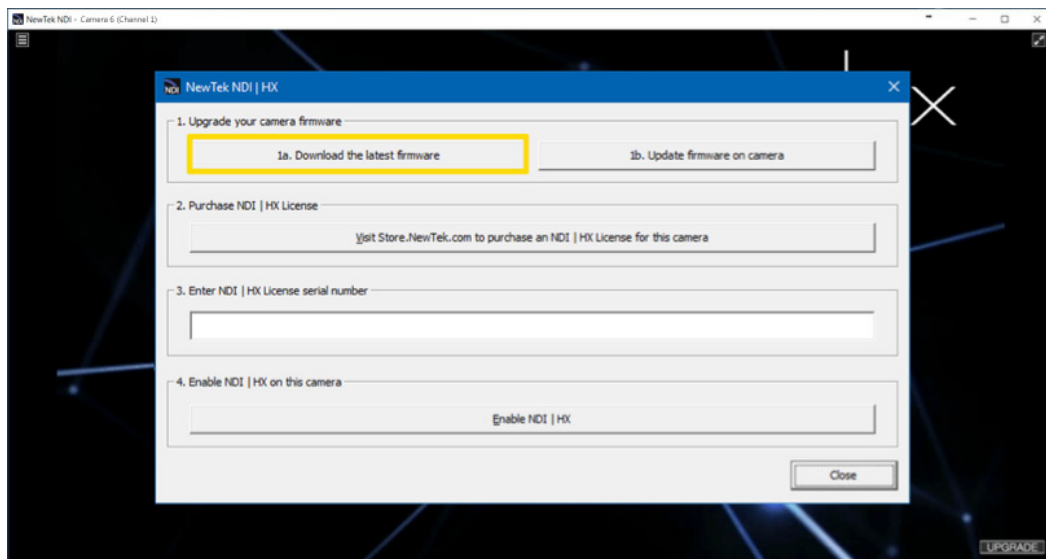 NewTek NDI - Camera 6 (Channel 1)
NDI NewTek NDI | HX
1. Upgrade your camera firmware
1a. Download the latest firmware
1b. Update firmware on camera
2. Purchase NDI | HX License
Visit Store.NewTek.com to purchase an NDI | HX License for this camera
3. Enter NDI | HX License serial number
4. Enable NDI | HX on this camera
Enable NDI | HX
Close
UPGRADE